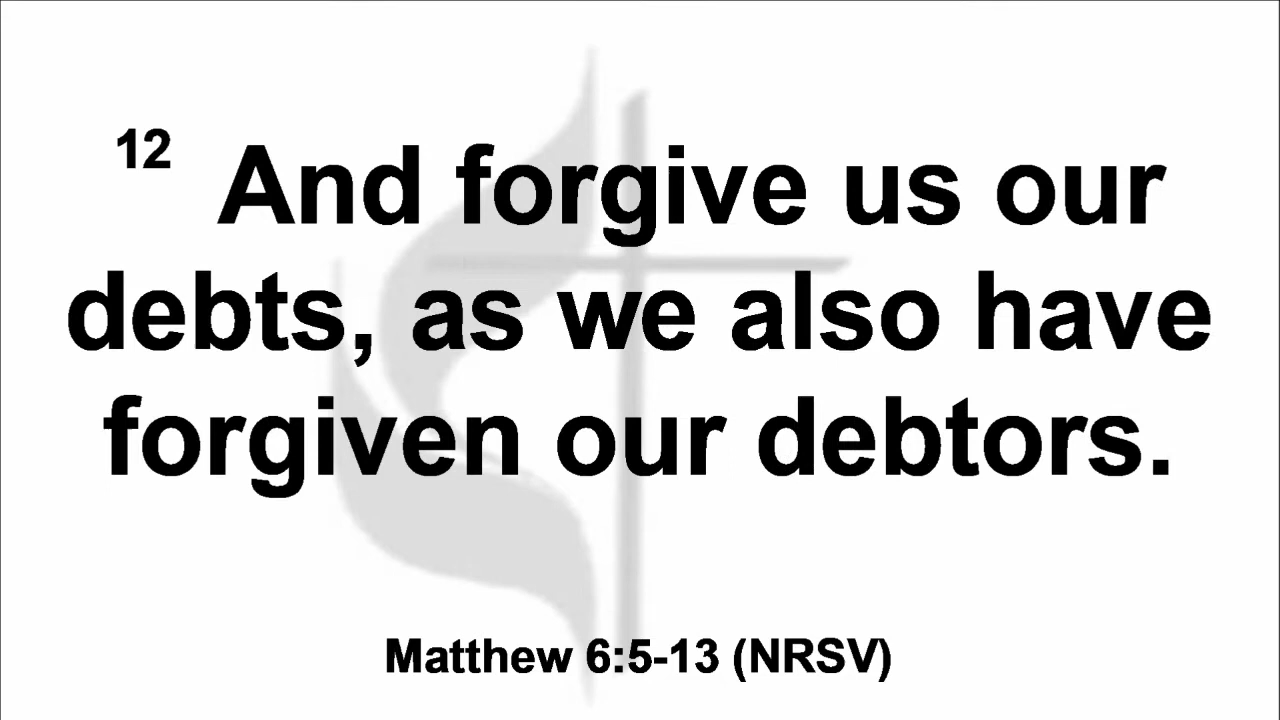 12 And forgive us our
debts, as we also have
forgiven our debtors.
Matthew 6:5-13 (NRSV)